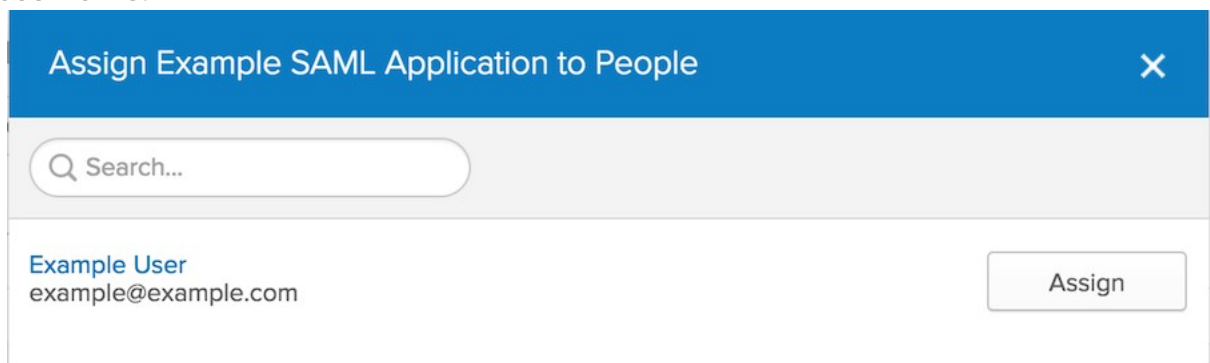 Assign Example SAML Application to People
Search...
Example User
example@example.com
Assign